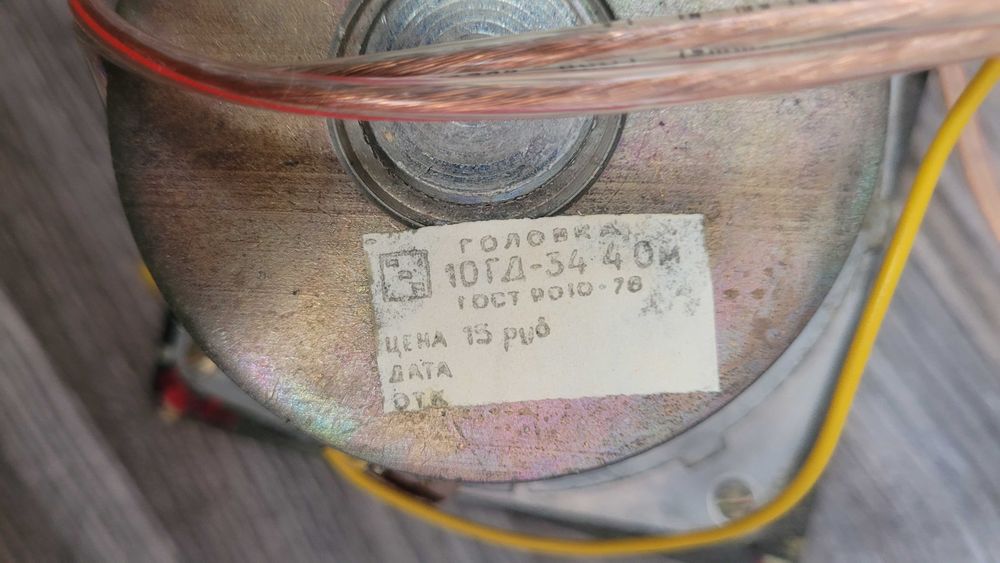 ГОЛОВКА
10ГД-34 4 Ом
ГОСТ 9010-78
ЦЕНА 15 руб
ДАТА
ОТК